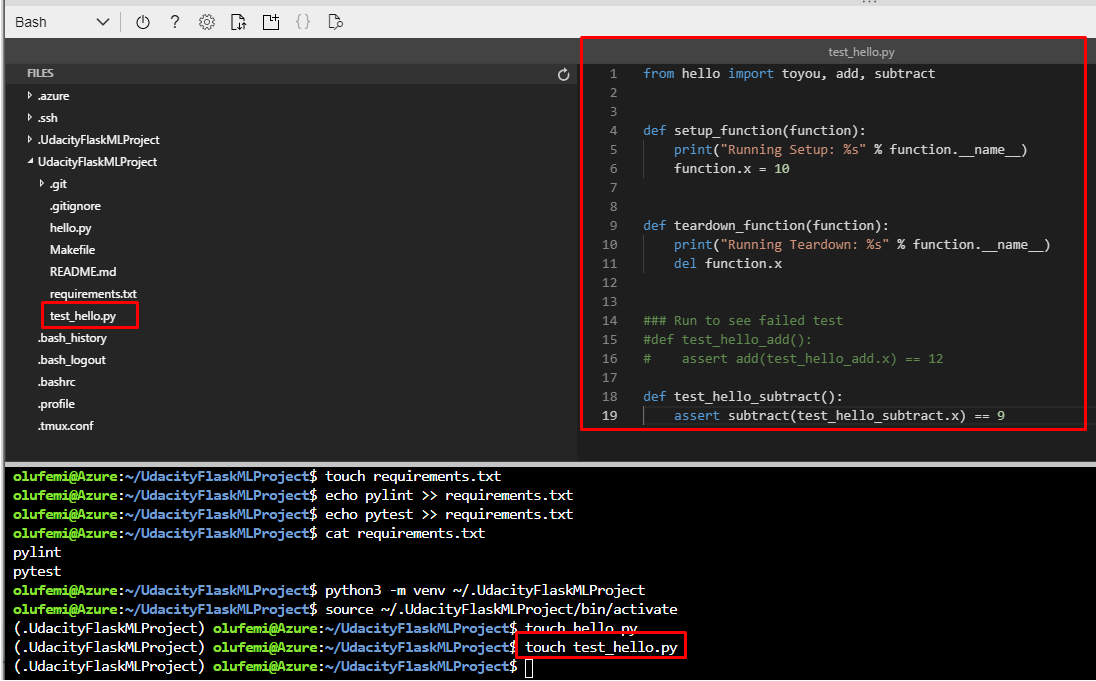 Bash
FILES
.azure
.ssh
.UdacityFlaskMLProject
UdacityFlaskMLProject
.git
.gitignore
hello.py
Makefile
README.md
requirements.txt
test_hello.py
.bash_history
.bash_logout
.bashrc
.profile
.tmux.conf
test_hello.py
1 from hello import toyou, add, subtract
2
3
4 def setup_function(function):
5     print("Running Setup: %s" % function.__name__)
6     function.x = 10
7
8
9 def teardown_function(function):
10     print("Running Teardown: %s" % function.__name__)
11     del function.x
12
13
14 ### Run to see failed test
15 #def test_hello_add():
16 #    assert add(test_hello_add.x) == 12
17
18 def test_hello_subtract():
19     assert subtract(test_hello_subtract.x) == 9
olufemi@Azure:~/UdacityFlaskMLProject$ touch requirements.txt
olufemi@Azure:~/UdacityFlaskMLProject$ echo pylint >> requirements.txt
olufemi@Azure:~/UdacityFlaskMLProject$ echo pytest >> requirements.txt
olufemi@Azure:~/UdacityFlaskMLProject$ cat requirements.txt
pylint
pytest
olufemi@Azure:~/UdacityFlaskMLProject$ python3 -m venv ~/.UdacityFlaskMLProject
olufemi@Azure:~/UdacityFlaskMLProject$ source ~/.UdacityFlaskMLProject/bin/activate
(.UdacityFlaskMLProject) olufemi@Azure:~/UdacityFlaskMLProject$ touch hello.py
(.UdacityFlaskMLProject) olufemi@Azure:~/UdacityFlaskMLProject$ touch test_hello.py
(.UdacityFlaskMLProject) olufemi@Azure:~/UdacityFlaskMLProject$